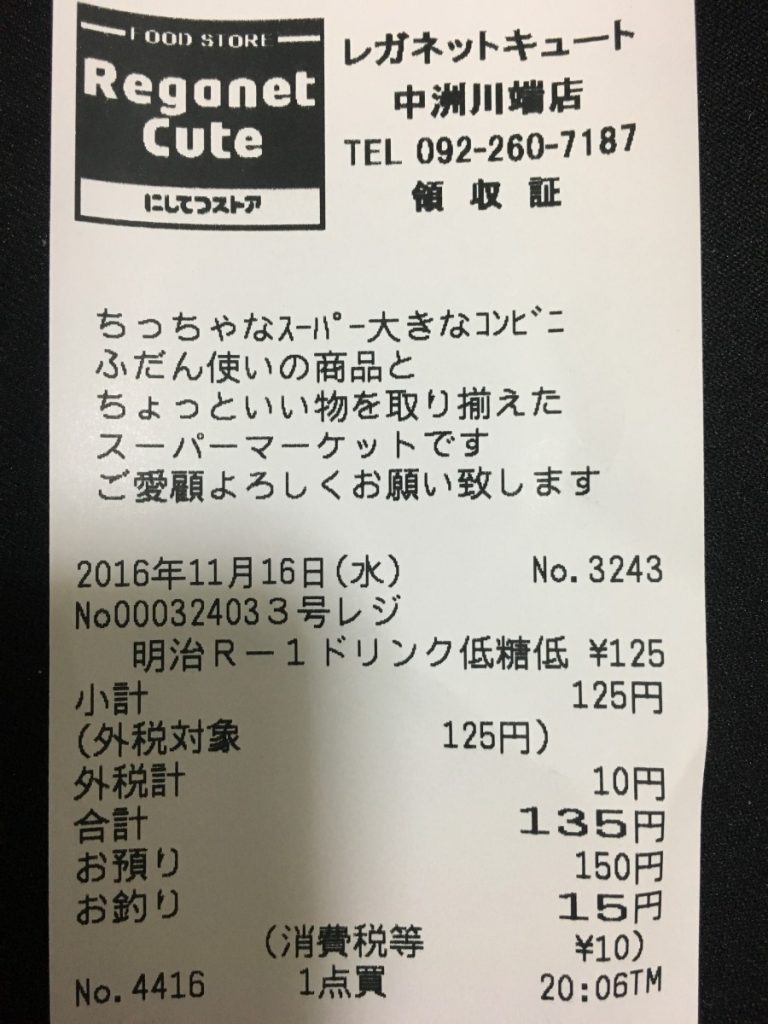 FOOD STORE
Reganet
Cute
にしてつストア
レガネットキュート
中洲川端店
TEL 092-260-7187
領収証
ちっちゃなｽｰﾊﾟｰ大きなｺﾝﾋﾞﾆ
ふだん使いの商品と
ちょっといい物を取り揃えた
スーパーマーケットです
ご愛顧よろしくお願い致します
2016年11月16日(水) No.3243
No000324033号レジ
明治Ｒ－１ドリンク低糖低 ¥125
小計 125円
(外税対象 125円)
外税計 10円
合計 135円
お預り 150円
お釣り 15円
(消費税等 ¥10)
No.4416 1点買 20:06TM